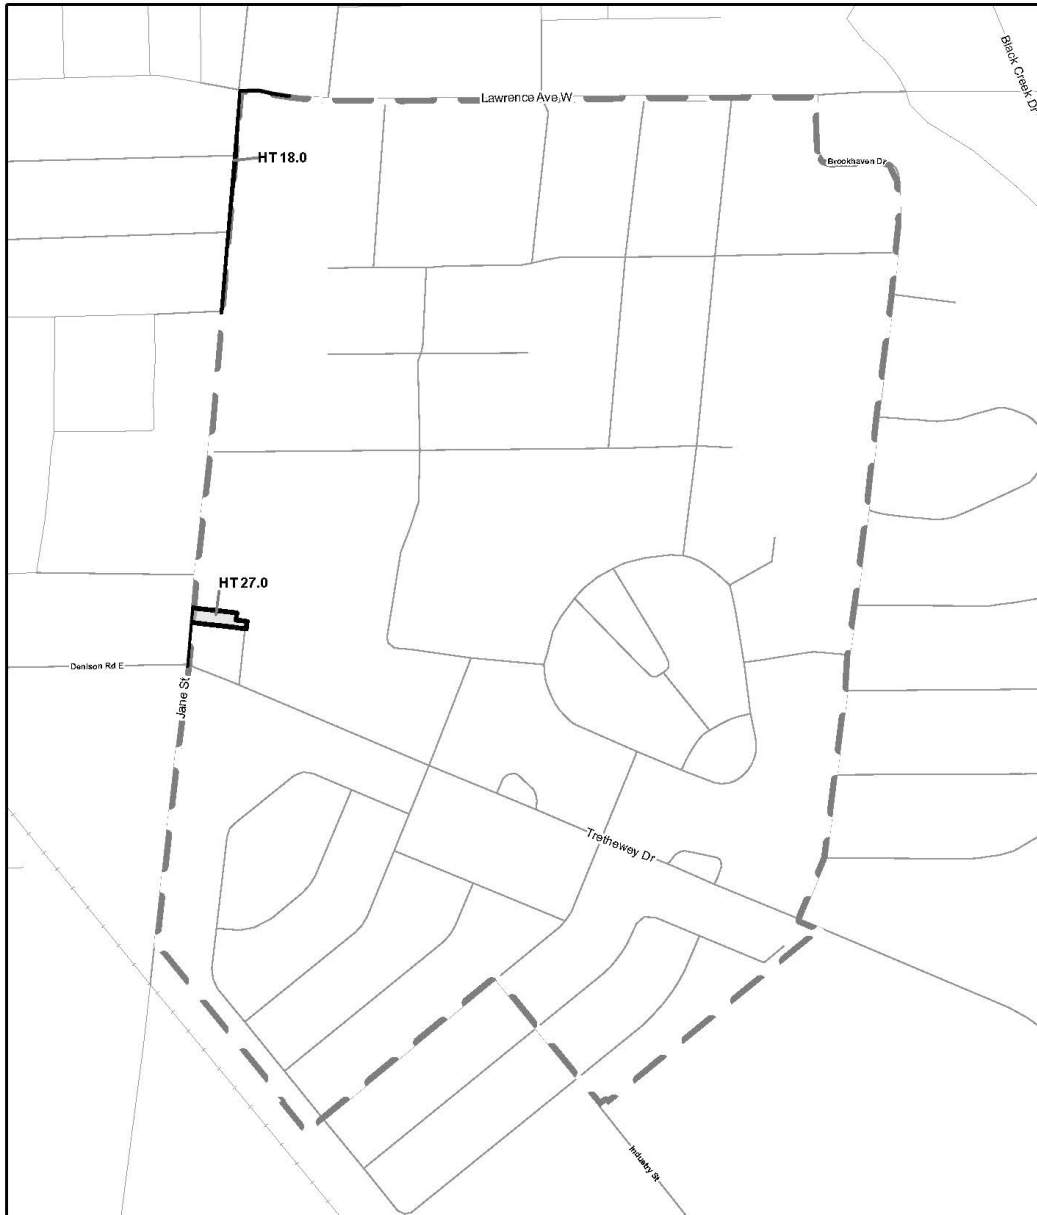 Black Creek Dr
Lawrence Ave W
HT 18.0
Brookhaven Dr
HT 27.0
Denison Rd E
Jane St
Trethewey Dr
Industry St